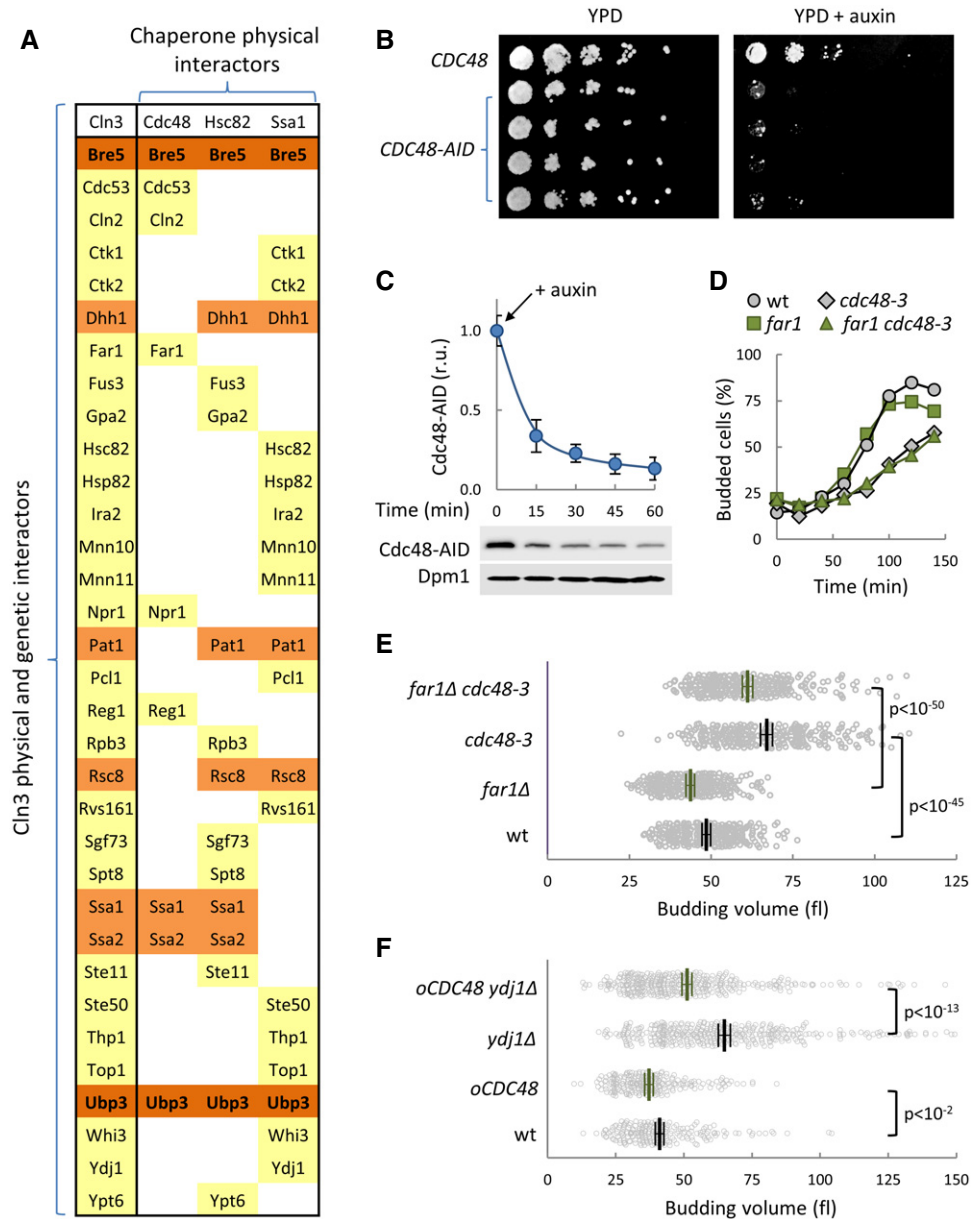 A
Chaperone physical
interactors
Cln3 physical and genetic interactors
Cln3 Cdc48 Hsc82 Ssa1
Bre5 Bre5 Bre5 Bre5
Cdc53 Cdc53
Cln2 Cln2
Ctk1 Ctk1
Ctk2 Ctk2
Dhh1 Dhh1 Dhh1
Far1 Far1
Fus3 Fus3
Gpa2 Gpa2
Hsc82 Hsc82
Hsp82 Hsp82
Ira2 Ira2
Mnn10 Mnn10
Mnn11 Mnn11
Npr1 Npr1
Pat1 Pat1 Pat1
Pcl1 Pcl1
Reg1 Reg1
Rpb3 Rpb3
Rsc8 Rsc8 Rsc8
Rvs161 Rvs161
Sgf73 Sgf73
Spt8 Spt8
Ssa1 Ssa1 Ssa1
Ssa2 Ssa2 Ssa2
Ste11 Ste11
Ste50 Ste50
Thp1 Thp1
Top1 Top1
Ubp3 Ubp3 Ubp3 Ubp3
Whi3 Whi3
Ydj1 Ydj1
Ypt6 Ypt6
B
YPD YPD + auxin
CDC48
CDC48-AID
C
+ auxin
Cdc48-AID (r.u.)
1.0
0.5
0.0
Time (min) 0 15 30 45 60
Cdc48-AID
Dpm1
D
wt cdc48-3
far1 far1 cdc48-3
Budded cells (%)
100
75
50
25
0
0 50 100 150
Time (min)
E
far1Δ cdc48-3
cdc48-3
far1Δ
wt
p<10-50
p<10-45
0 25 50 75 100 125
Budding volume (fl)
F
oCDC48 ydj1Δ
ydj1Δ
oCDC48
wt
p<10-13
p<10-2
0 25 50 75 100 125 150
Budding volume (fl)